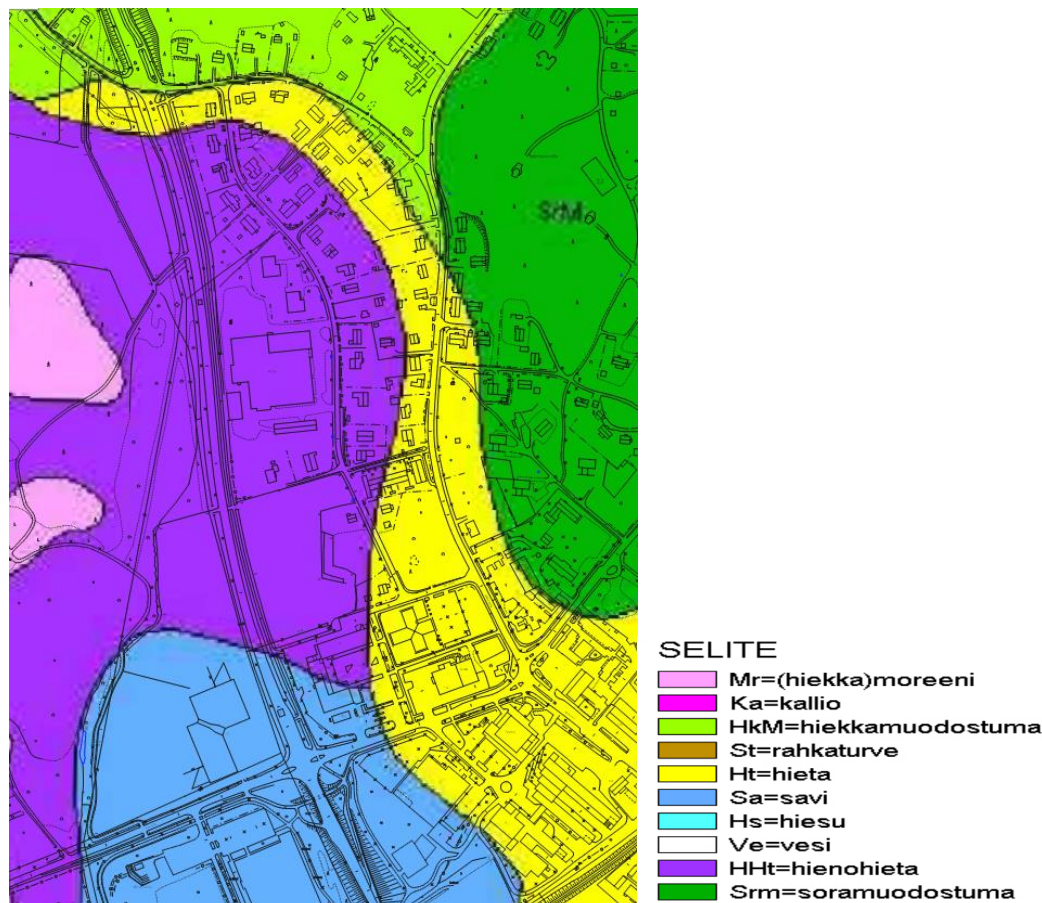 SrM
SELITE
Mr=(hiekka)moreeni
Ka=kallio
HkM=hiekkamuodostuma
St=rahkaturve
Ht=hieta
Sa=savi
Hs=hiesu
Ve=vesi
HHt=hienohieta
Srm=soramuodostuma